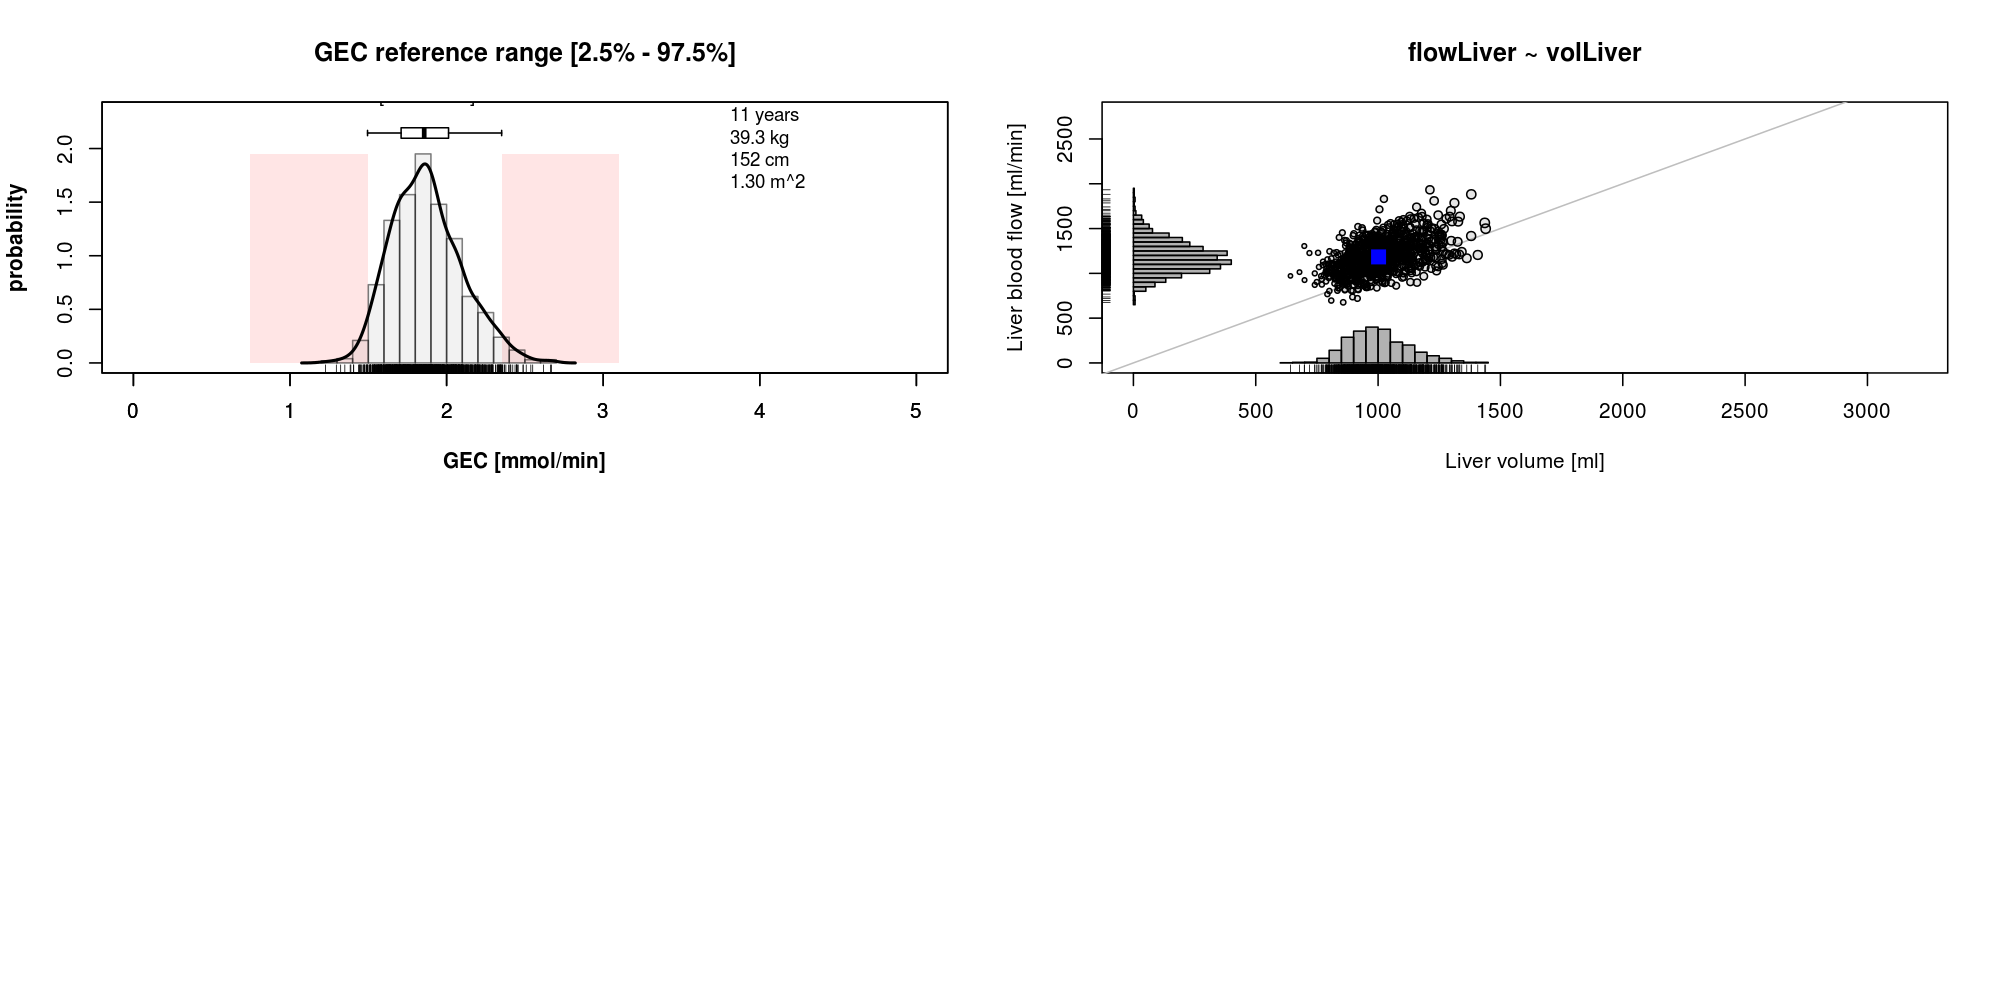 GEC reference range [2.5% - 97.5%]
11 years
39.3 kg
152 cm
1.30 m^2
probability
0.0 0.5 1.0 1.5 2.0
0 1 2 3 4 5
GEC [mmol/min]
flowLiver ~ volLiver
Liver blood flow [ml/min]
0 500 1500 2500
0 500 1000 1500 2000 2500 3000
Liver volume [ml]